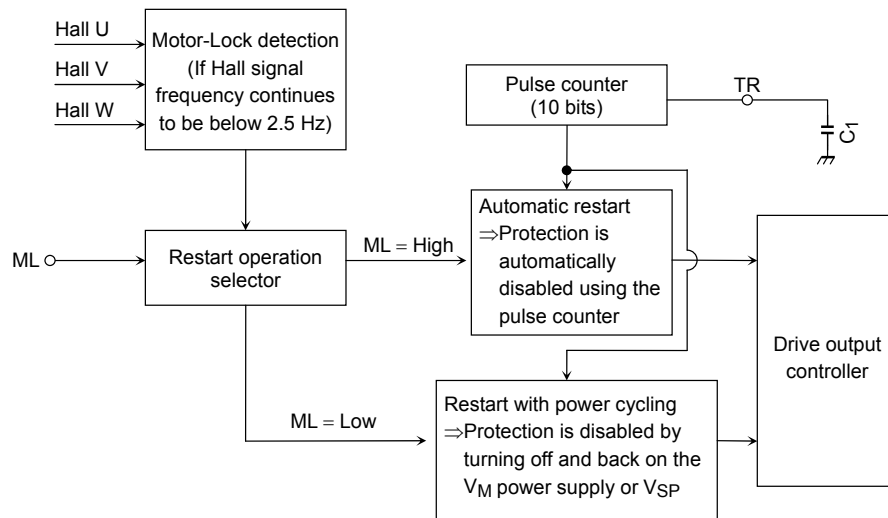 Hall U
Hall V
Hall W
Motor-Lock detection
(If Hall signal
frequency continues
to be below 2.5 Hz)
Pulse counter
(10 bits)
TR
C1
ML
Restart operation
selector
ML = High
Automatic restart
⇒Protection is
automatically
disabled using the
pulse counter
Drive output
controller
ML = Low
Restart with power cycling
⇒Protection is disabled by
turning off and back on the
VM power supply or VSP